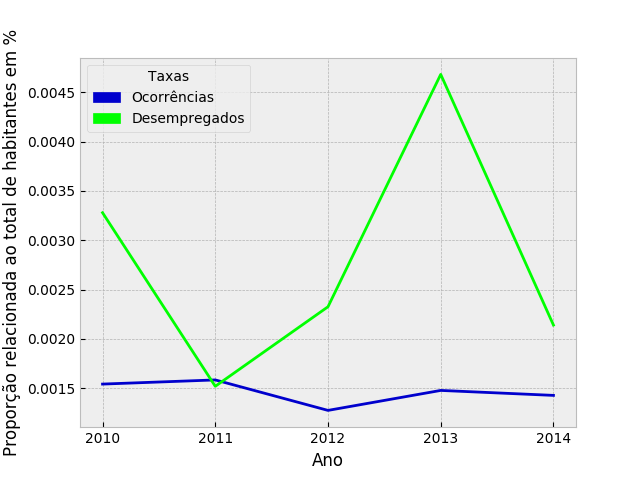 Proporção relacionada ao total de habitantes em %
Taxas
Ocorrências
Desempregados
0.0045
0.0040
0.0035
0.0030
0.0025
0.0020
0.0015
2010 2011 2012 2013 2014
Ano